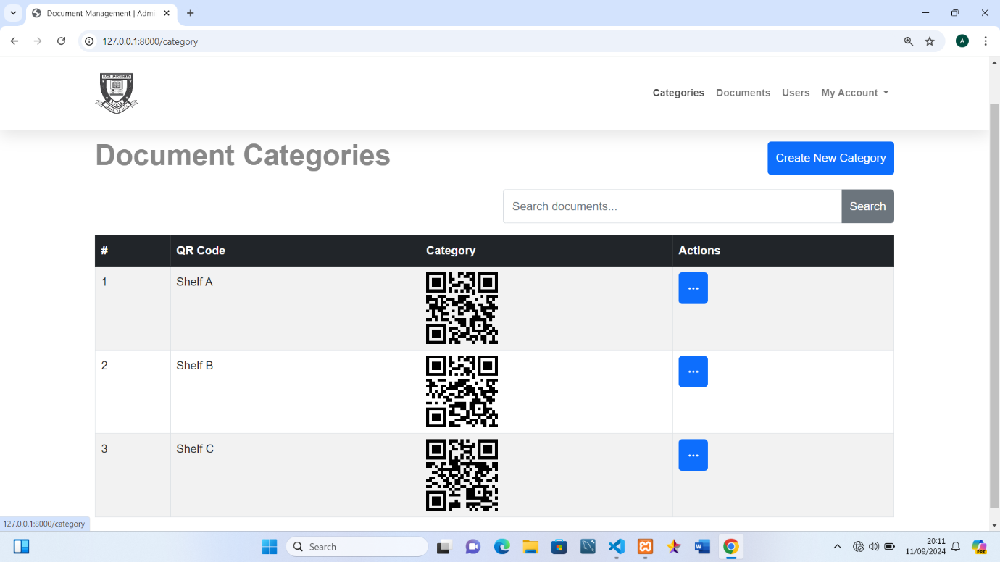 Document Management | Adm
127.0.0.1:8000/category
A
Categories Documents Users My Account
Document Categories
Create New Category
Search documents...
Search
# QR Code Category Actions
1 Shelf A
2 Shelf B
3 Shelf C
127.0.0.1:8000/category
Search
20:11
11/09/2024
PRE